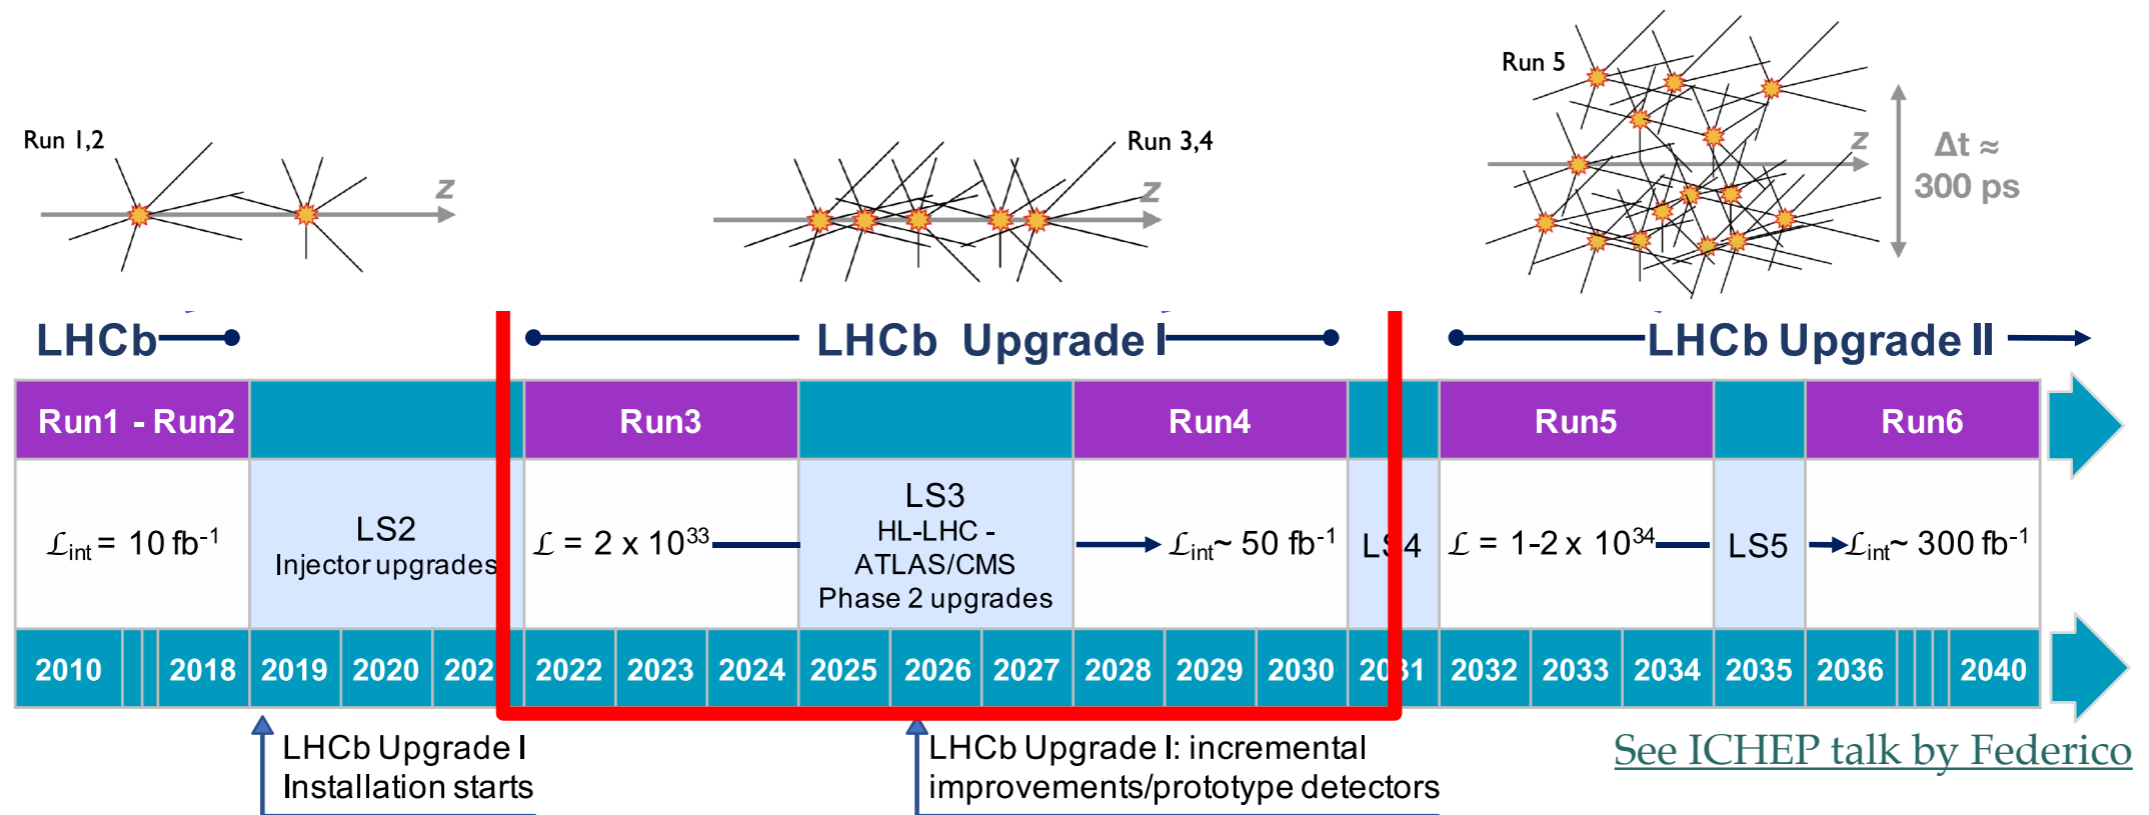 Run 5
Run 1,2
Run 3,4
z
z
z
Δt ≈
300 ps
LHCb
LHCb Upgrade I
LHCb Upgrade II
Run1 - Run2
Run3
Run4
Run5
Run6
ℒint = 10 fb-1
LS2
Injector upgrades
ℒ = 2 x 10³³
LS3
HL-LHC -
ATLAS/CMS
Phase 2 upgrades
ℒint ~ 50 fb-1
LS4
ℒ = 1-2 x 10³⁴
LS5
ℒint ~ 300 fb-1
2010 2018 2019 2020 202 2022 2023 2024 2025 2026 2027 2028 2029 2030 2031 2032 2033 2034 2035 2036 2040
LHCb Upgrade I
Installation starts
LHCb Upgrade I: incremental
improvements/prototype detectors
See ICHEP talk by Federico